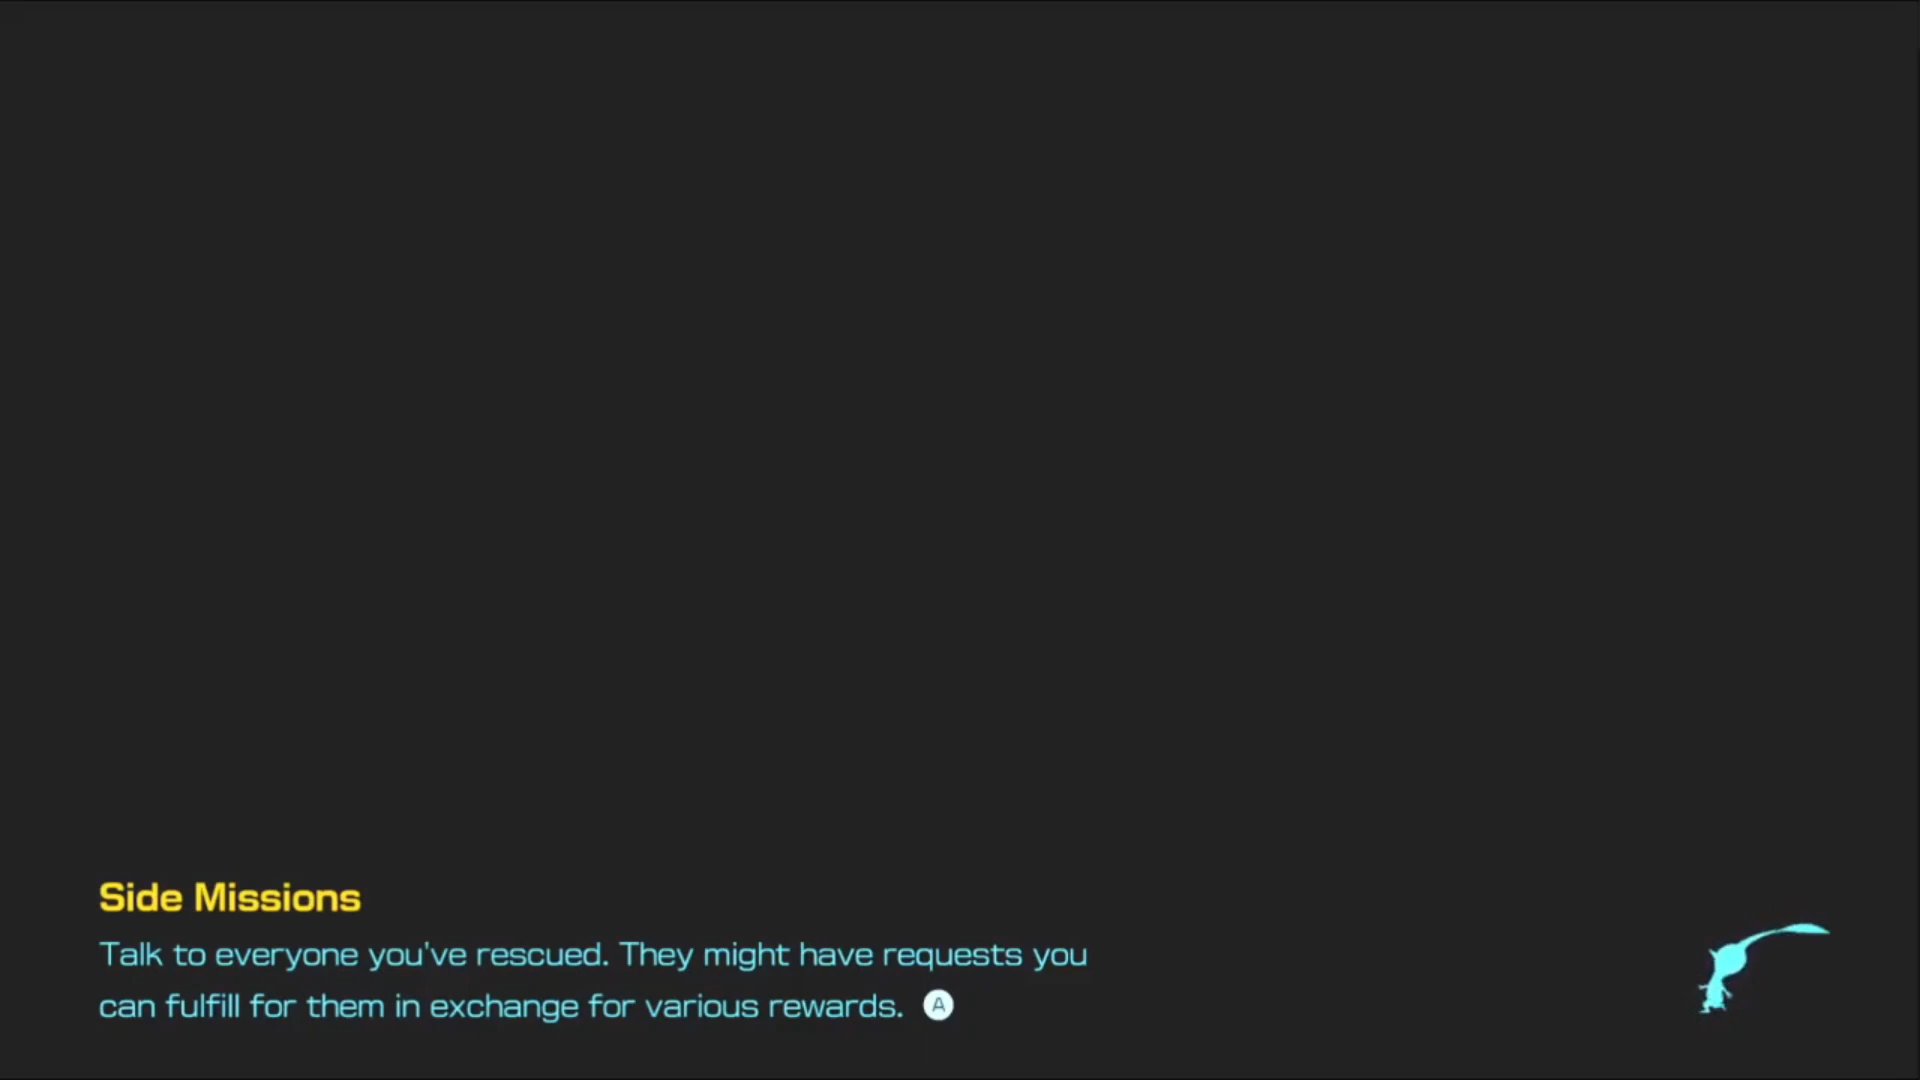 Side Missions
Talk to everyone you've rescued. They might have requests you
can fulfill for them in exchange for various rewards. A